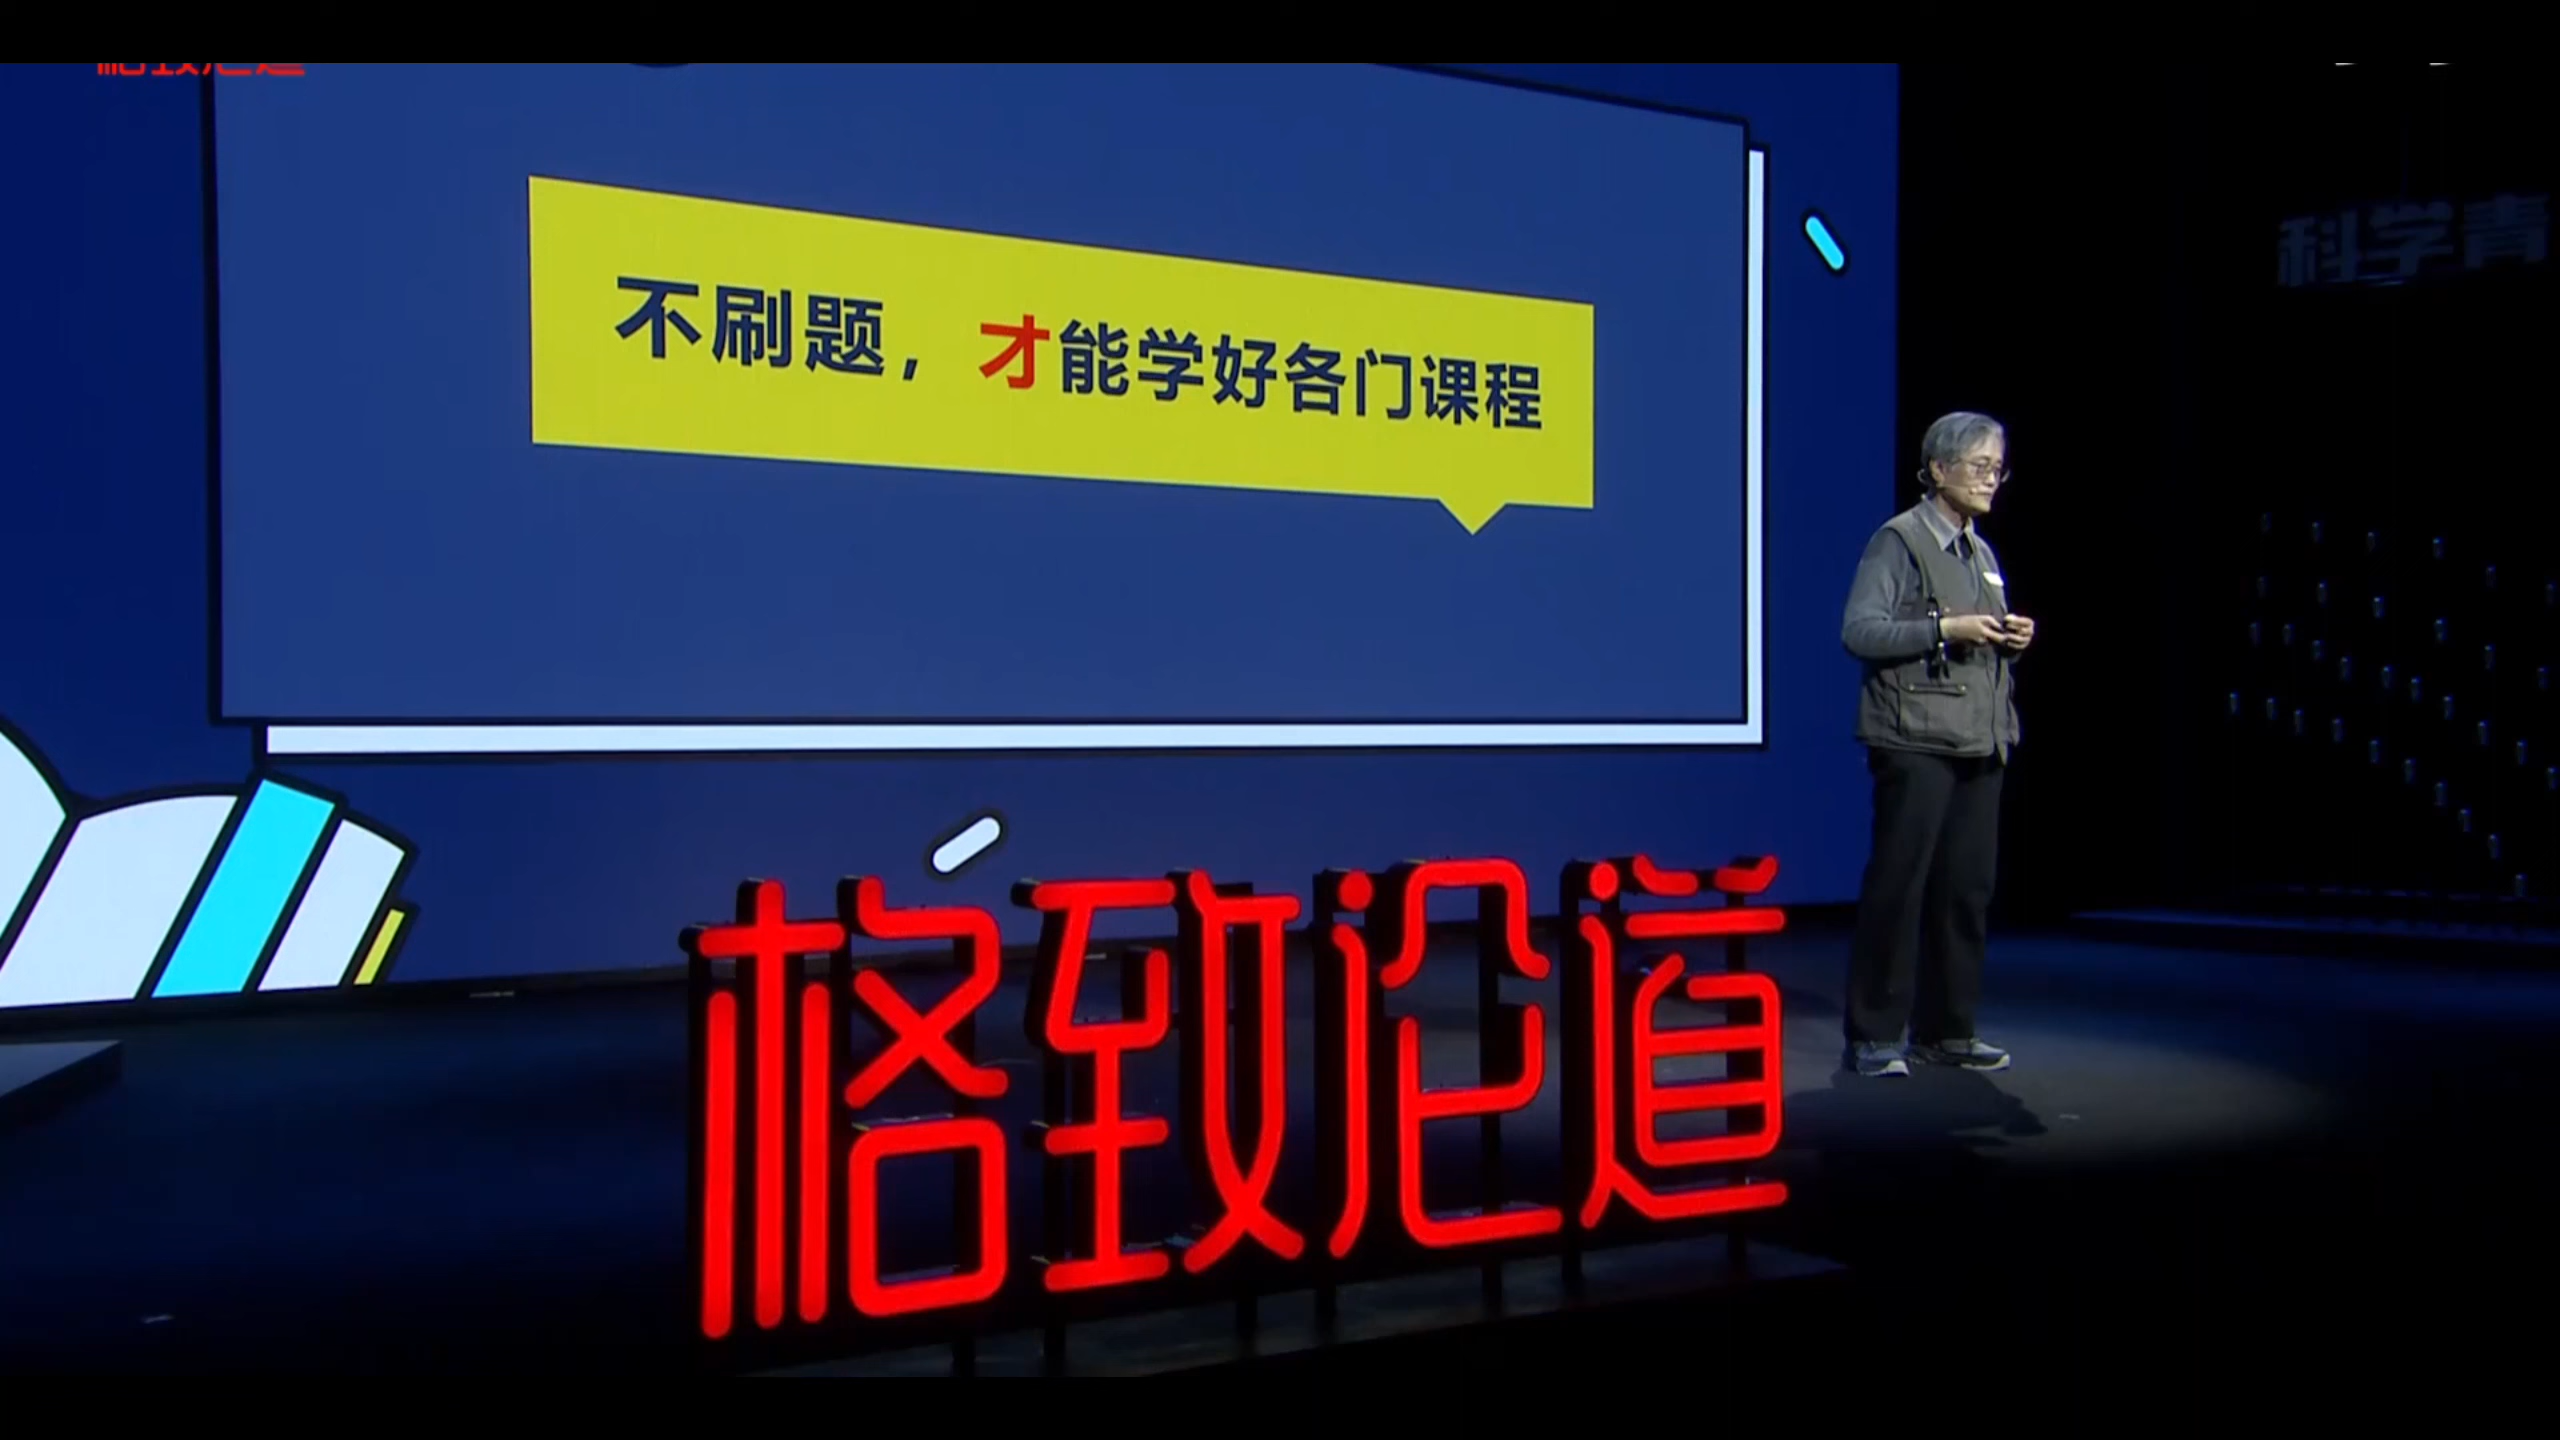 不刷题，才能学好各门课程
科学青
格致论道